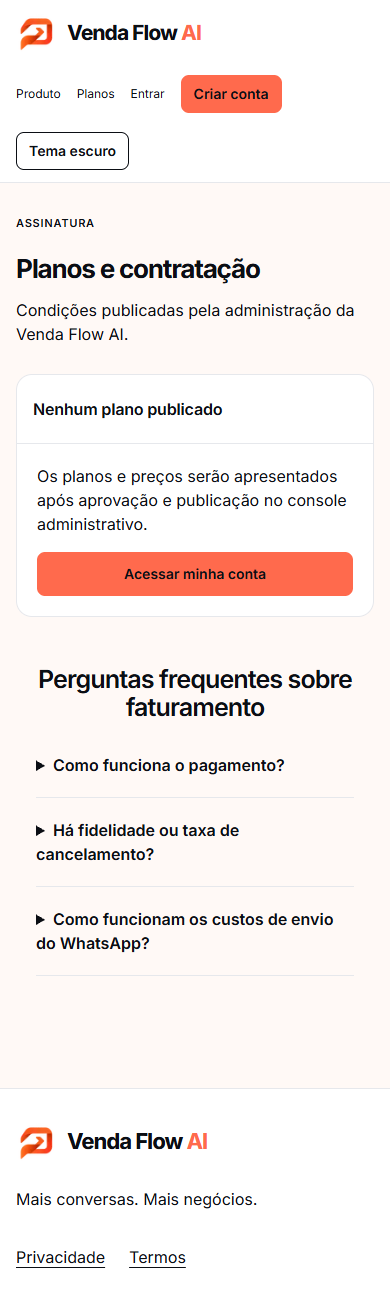 Venda Flow AI
Produto Planos Entrar Criar conta
Tema escuro
ASSINATURA
Planos e contratação
Condições publicadas pela administração da
Venda Flow AI.
Nenhum plano publicado
Os planos e preços serão apresentados
após aprovação e publicação no console
administrativo.
Acessar minha conta
Perguntas frequentes sobre
faturamento
Como funciona o pagamento?
Há fidelidade ou taxa de
cancelamento?
Como funcionam os custos de envio
do WhatsApp?
Venda Flow AI
Mais conversas. Mais negócios.
Privacidade Termos